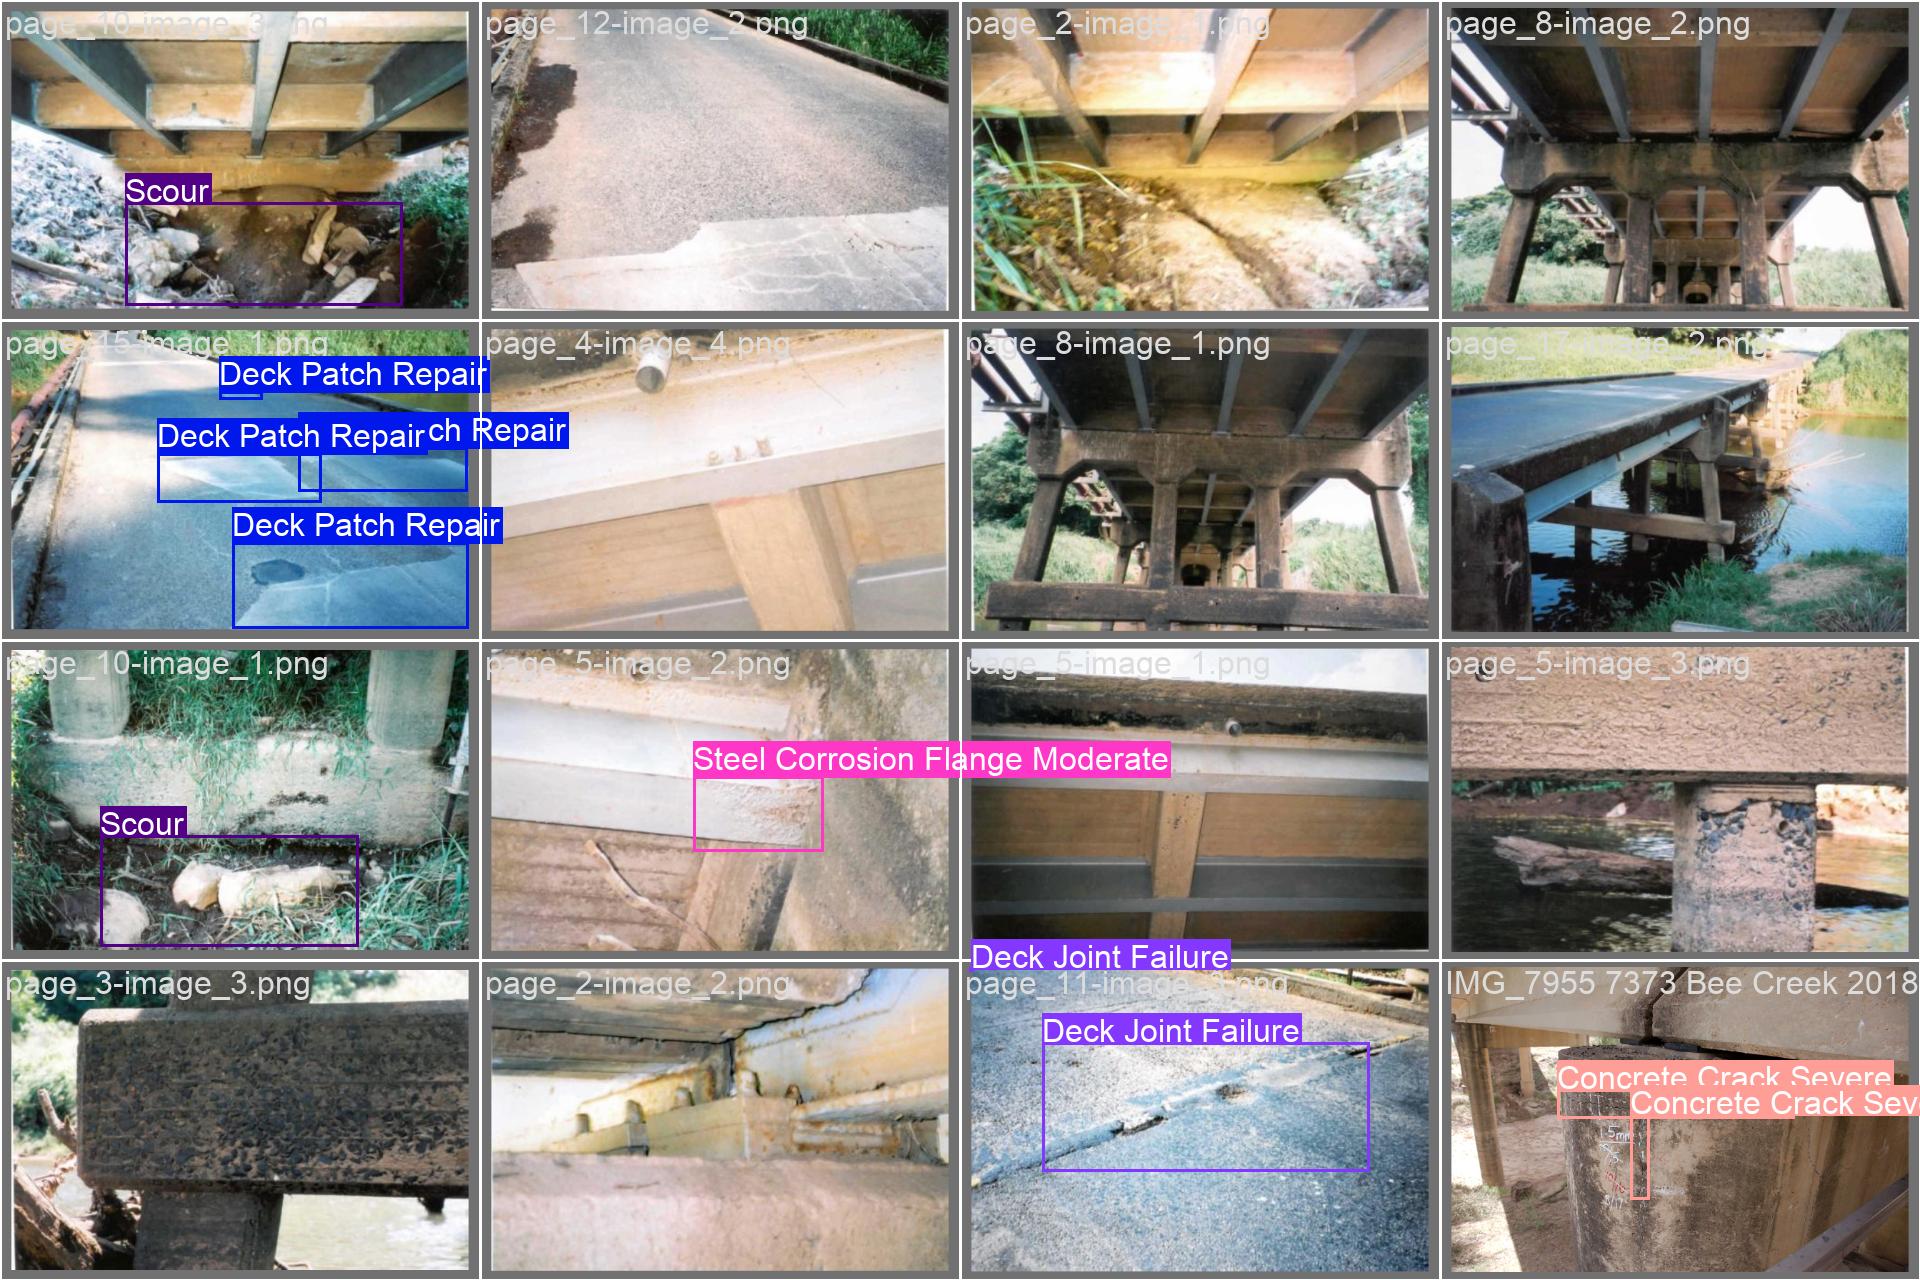 page_10-image_3.png
page_12-image_2.png
page_2-image_1.png
page_8-image_2.png
Scour
page_15-image_1.png
page_4-image_4.png
page_8-image_1.png
page_17-image_2.png
Deck Patch Repair
Deck Patch Repair
ch Repair
Deck Patch Repair
page_10-image_1.png
page_5-image_2.png
page_5-image_1.png
page_5-image_3.png
Steel Corrosion Flange Moderate
Scour
Deck Joint Failure
page_3-image_3.png
page_2-image_2.png
page_11-image_3.png
IMG_7955 7373 Bee Creek 2018
Deck Joint Failure
Concrete Crack Severe
Concrete Crack Sev